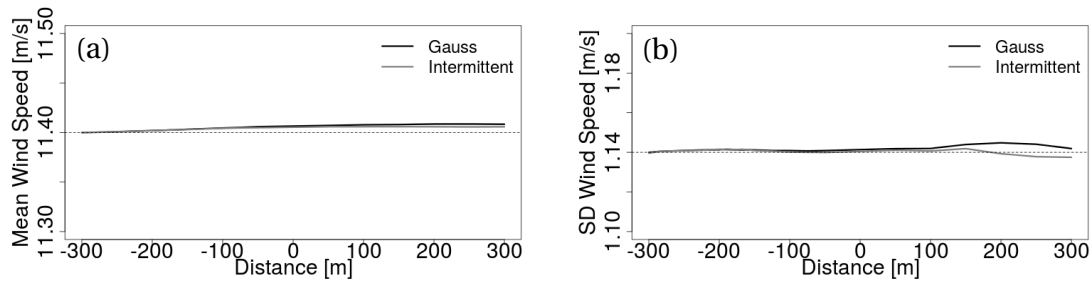 (a)
Gauss
Intermittent
Mean Wind Speed [m/s]
11.50
11.40
11.30
-300 -200 -100 0 100 200 300
Distance [m]
(b)
Gauss
Intermittent
SD Wind Speed [m/s]
1.18
1.14
1.10
-300 -200 -100 0 100 200 300
Distance [m]